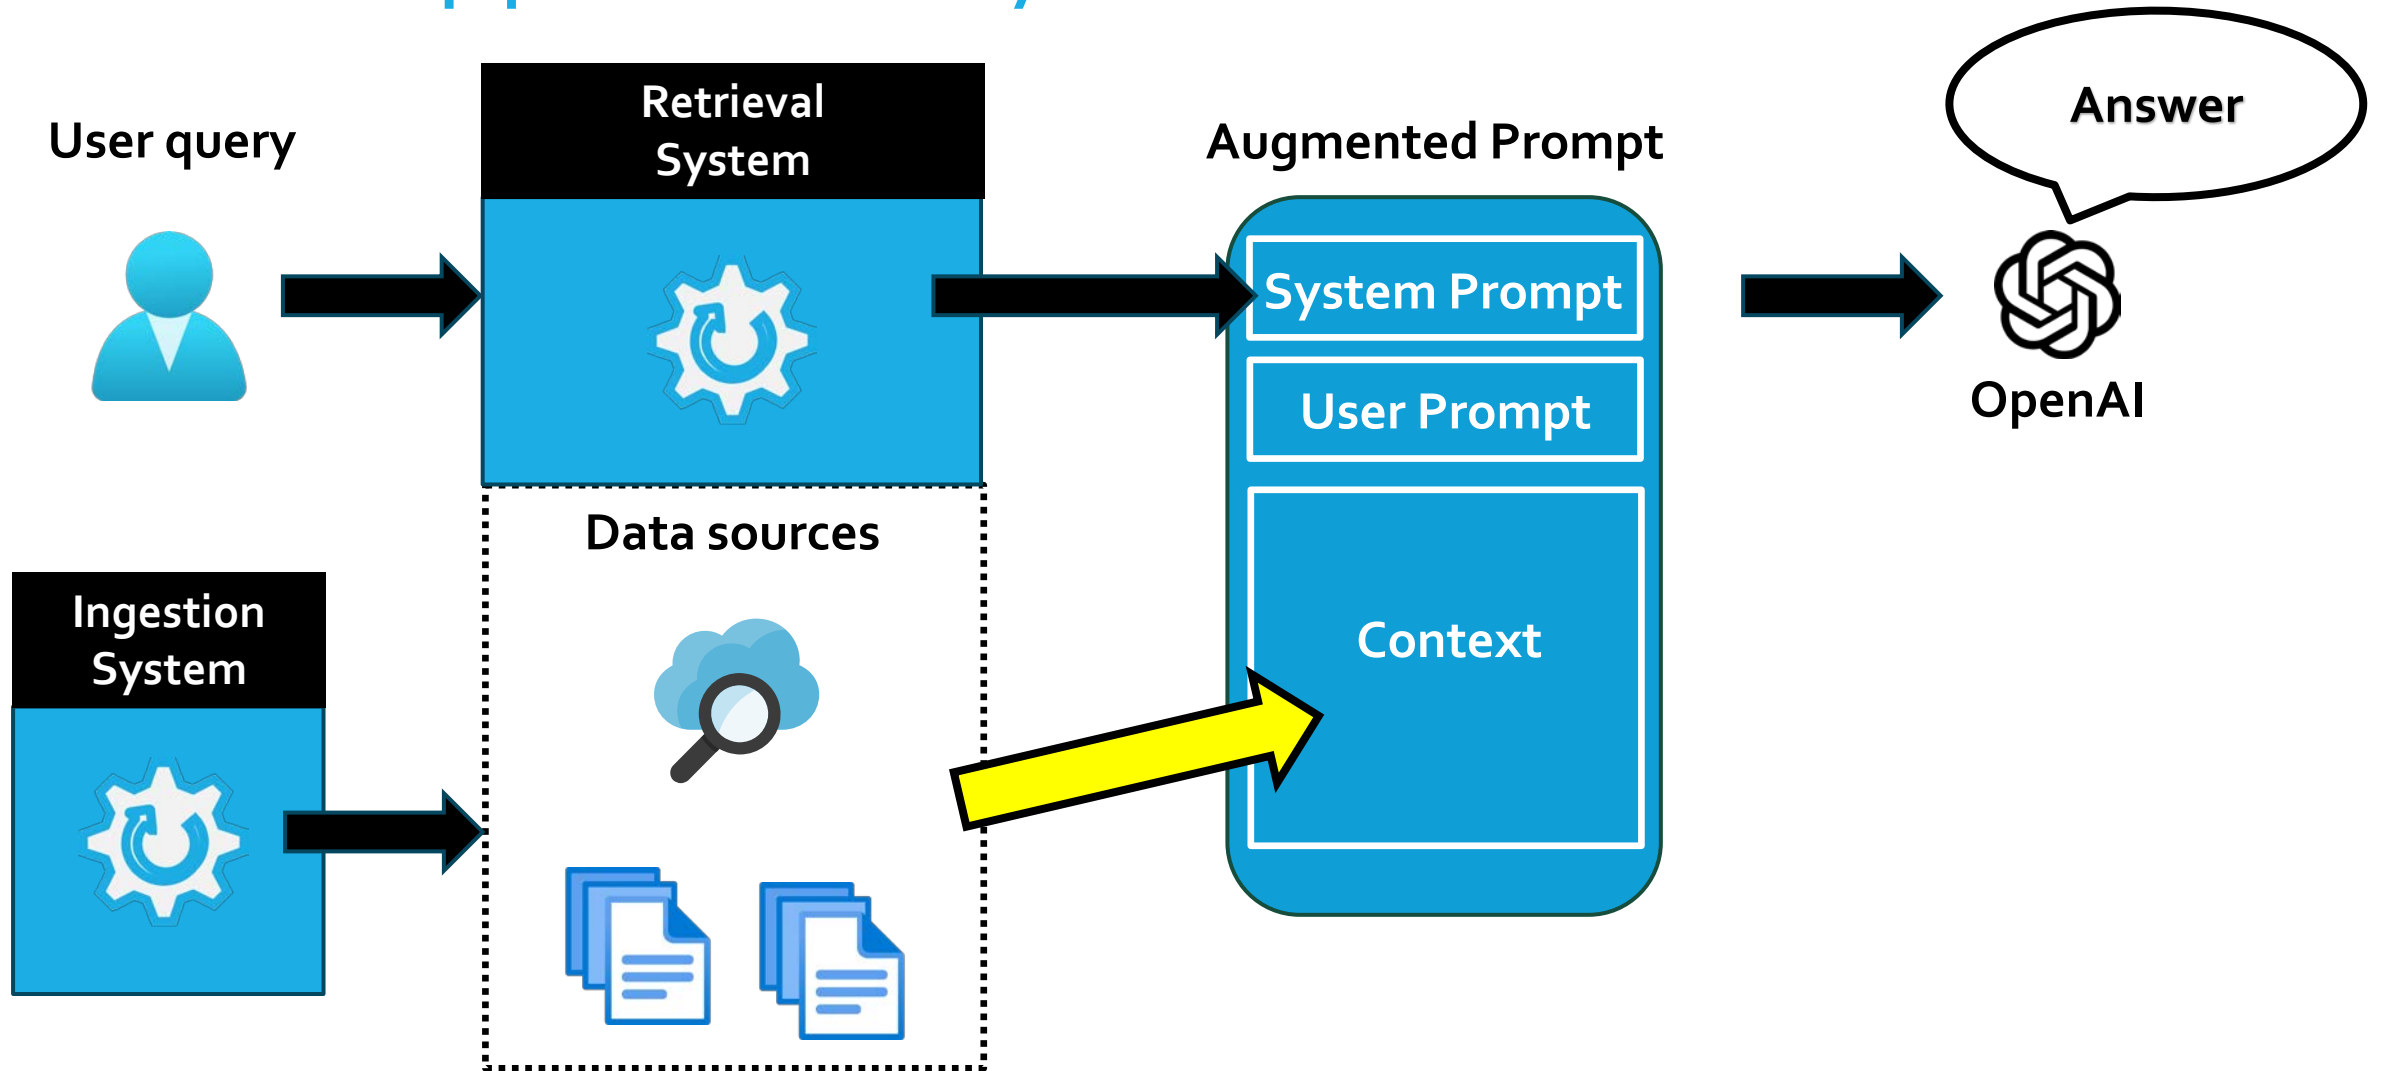 User query
Retrieval
System
Augmented Prompt
Answer
System Prompt
User Prompt
OpenAI
Data sources
Ingestion
System
Context